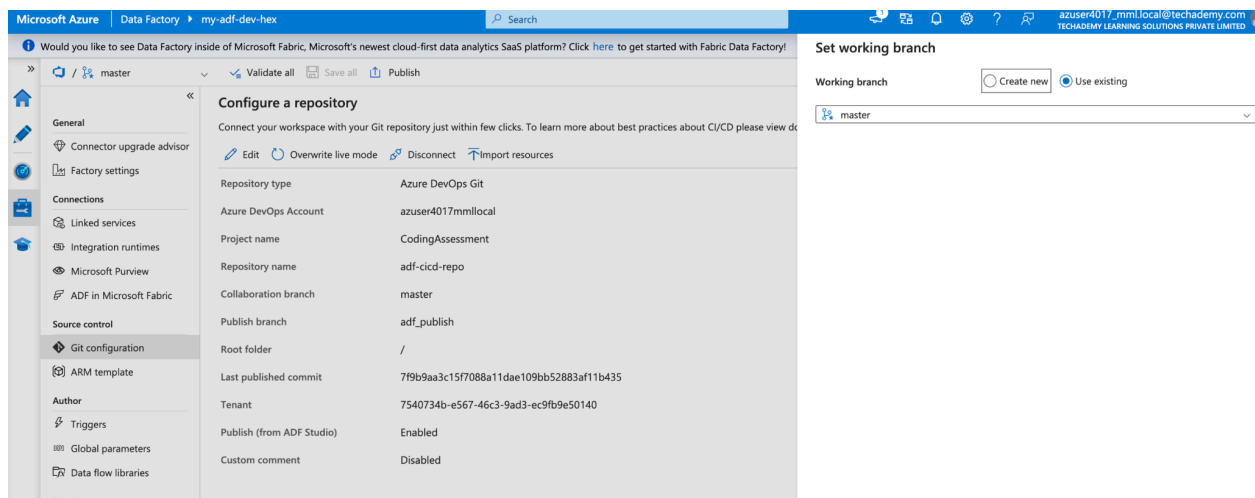 Microsoft Azure Data Factory my-adf-dev-hex Search 1 azuser4017_mml.local@techademy.com
TECHADEMY LEARNING SOLUTIONS PRIVATE LIMITED
Would you like to see Data Factory inside of Microsoft Fabric, Microsoft's newest cloud-first data analytics SaaS platform? Click here to get started with Fabric Data Factory!
/ master Validate all Save all Publish
General
Connector upgrade advisor
Factory settings
Connections
Linked services
Integration runtimes
Microsoft Purview
ADF in Microsoft Fabric
Source control
Git configuration
ARM template
Author
Triggers
Global parameters
Data flow libraries
Configure a repository
Connect your workspace with your Git repository just within few clicks. To learn more about best practices about CI/CD please view do
Edit Overwrite live mode Disconnect Import resources
Repository type Azure DevOps Git
Azure DevOps Account azuser4017mmllocal
Project name CodingAssessment
Repository name adf-cicd-repo
Collaboration branch master
Publish branch adf_publish
Root folder /
Last published commit 7f9b9aa3c15f7088a11dae109bb52883af11b435
Tenant 7540734b-e567-46c3-9ad3-ec9fb9e50140
Publish (from ADF Studio) Enabled
Custom comment Disabled
Set working branch
Working branch Create new Use existing
master